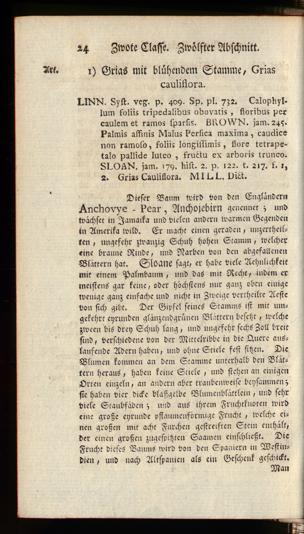 24 Zwote Classe. Zwölfter Abschnitt.
Art. 1) Grias mit blühendem Stamme, Grias
cauliflora.
LINN. Syst. veg. p. 409. Sp. pl. 732. Calophyl-
lum foliis tripedalibus obovatis, floribus per
caulem et ramos sparsis. BROWN. jam. 245.
Palmis affinis Malus Persica maxima, caudice
non ramoso, foliis longissimis, flore tetrape-
talo pallide luteo, fructu ex arboris trunco.
SLOAN. jam. 179. hist. 2. p. 122. t. 217. f. 1,
2. Grias Cauliflora. MILL. Dict.
Dieser Baum wird von den Engländern
Anchovye - Pear, Anchojebirn genennet; und
wächste in Jamaika und vielen andern warmen Gegenden
in Amerika wild. Er macht einen geraden, unzertheil-
ten, ungefehr zwanzig Schuh hohen Stamm, welcher
eine braune Rinde, und Narben von den abgefallenen
Blättern hat. Sloane sagt, er habe viele Aehnlichkeit
mit einem Palmbaum, und das mit Recht, indem er
meistens gar keine, oder höchstens nur ganz oben einige
wenige ganz einfache und nicht in Zweige vertheilte Aeste
von sich gibt. Der Gipfel seines Stamms ist mit um-
gekehrt eyrunden glänzendgrünen Blättern besetzt, welche
zween bis drey Schuh lang, und ungefehr sechs Zoll breit
sind, verschiedene von der Mittelribbe in die Quere aus-
laufende Adern haben, und ohne Stiele fest sitzen. Die
Blumen kommen an dem Stamme unterhalb den Blät-
tern heraus, haben keine Stiele, und stehen an einigen
Orten einzeln, an andern aber traubenweise beysammen;
sie haben vier dicke blaßgelbe Blumenblättlein, und sehr
viele Staubfäden; und aus ihrem Fruchtknoten wird
eine große eyrunde pflaumenförmige Frucht, welche ei-
nen großen mit acht Furchen gestreiften Stein enthält,
der einen großen zugespitzten Saamen einschließt. Die
Frucht dieses Baums wird von den Spaniern in Westin-
dien, und nach Altspanien als ein Geschenk geschickt.
Man